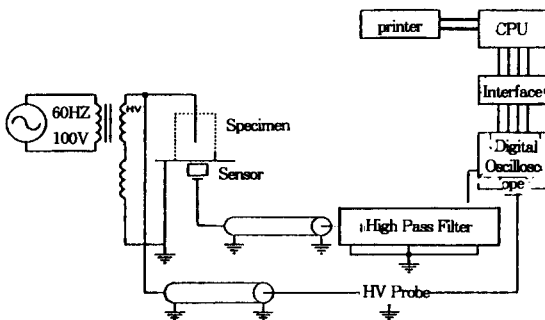 printer
CPU
Interface
60HZ
100V
HV
Specimen
Sensor
Digital
Oscillosc
ope
High Pass Filter
HV Probe